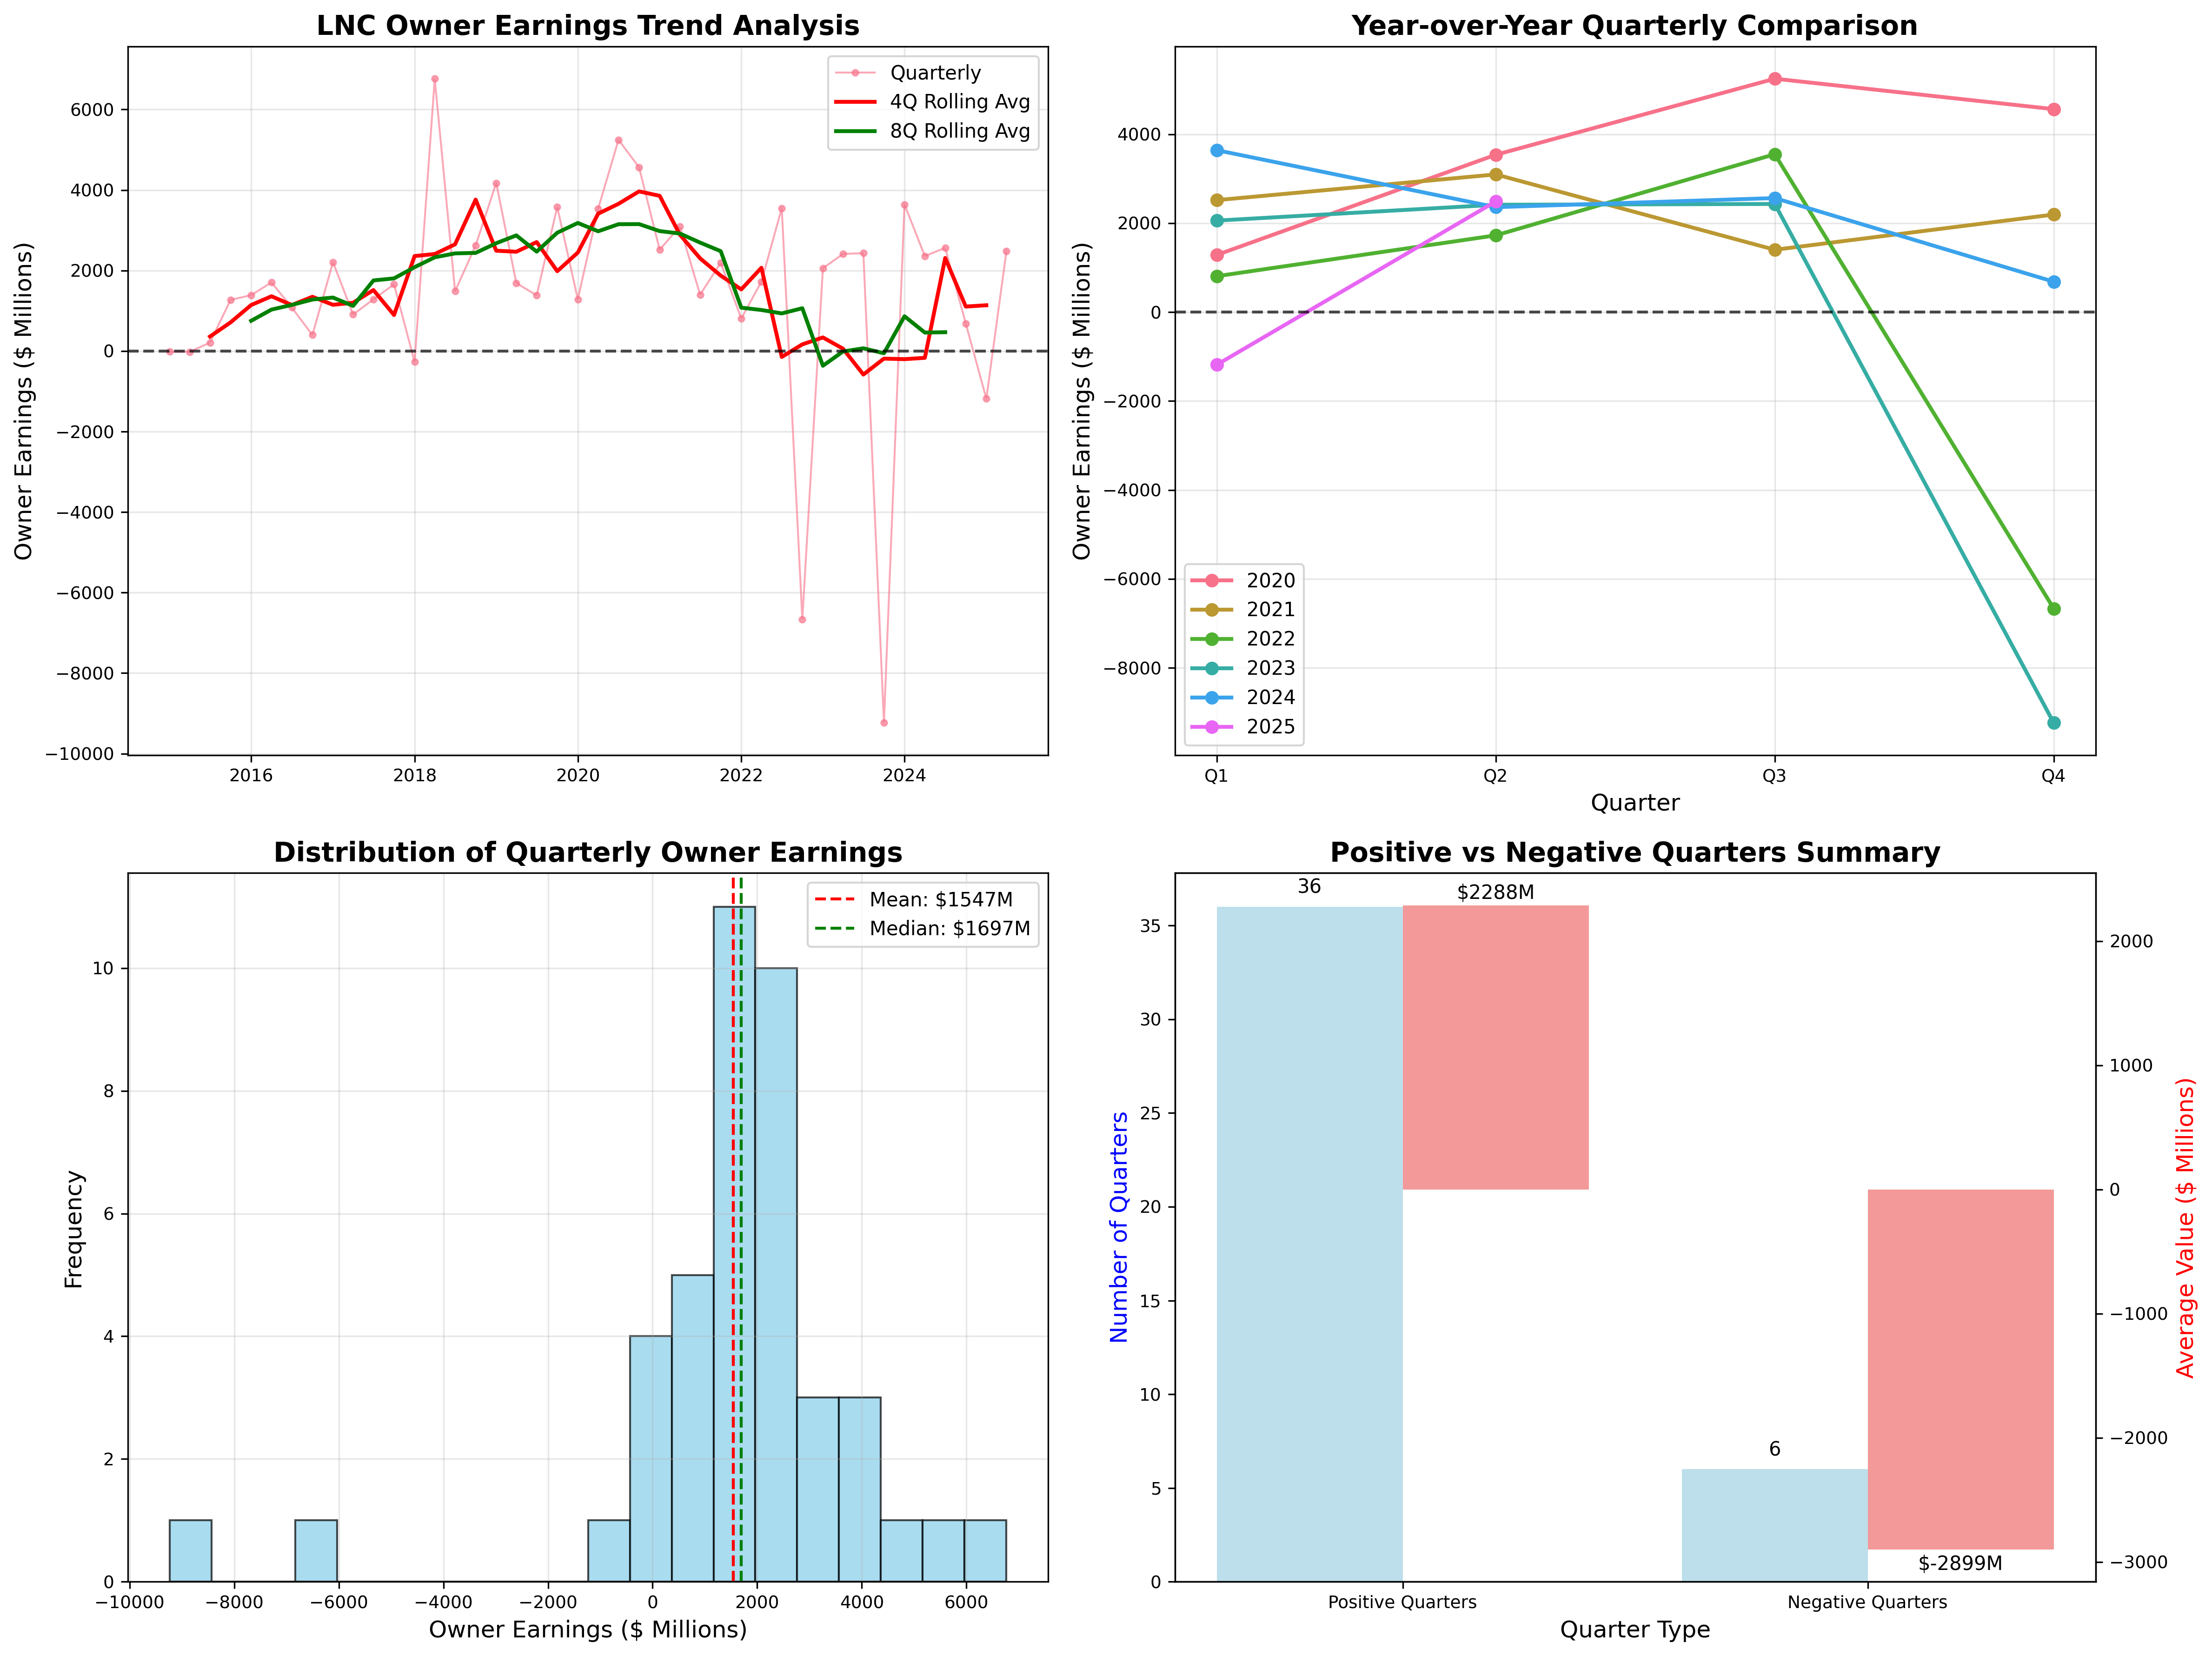 LNC Owner Earnings Trend Analysis
Owner Earnings ($ Millions)
6000
4000
2000
0
−2000
−4000
−6000
−8000
−10000
2016
2018
2020
2022
2024
Quarterly
4Q Rolling Avg
8Q Rolling Avg
Year-over-Year Quarterly Comparison
Owner Earnings ($ Millions)
4000
2000
0
−2000
−4000
−6000
−8000
2020
2021
2022
2023
2024
2025
Q1
Q2
Q3
Q4
Quarter
Distribution of Quarterly Owner Earnings
Frequency
10
8
6
4
2
0
Mean: $1547M
Median: $1697M
−10000
−8000
−6000
−4000
−2000
0
2000
4000
6000
Owner Earnings ($ Millions)
Positive vs Negative Quarters Summary
Number of Quarters
35
30
25
20
15
10
5
0
36
$2288M
6
$-2899M
2000
1000
0
−1000
−2000
−3000
Average Value ($ Millions)
Positive Quarters
Negative Quarters
Quarter Type